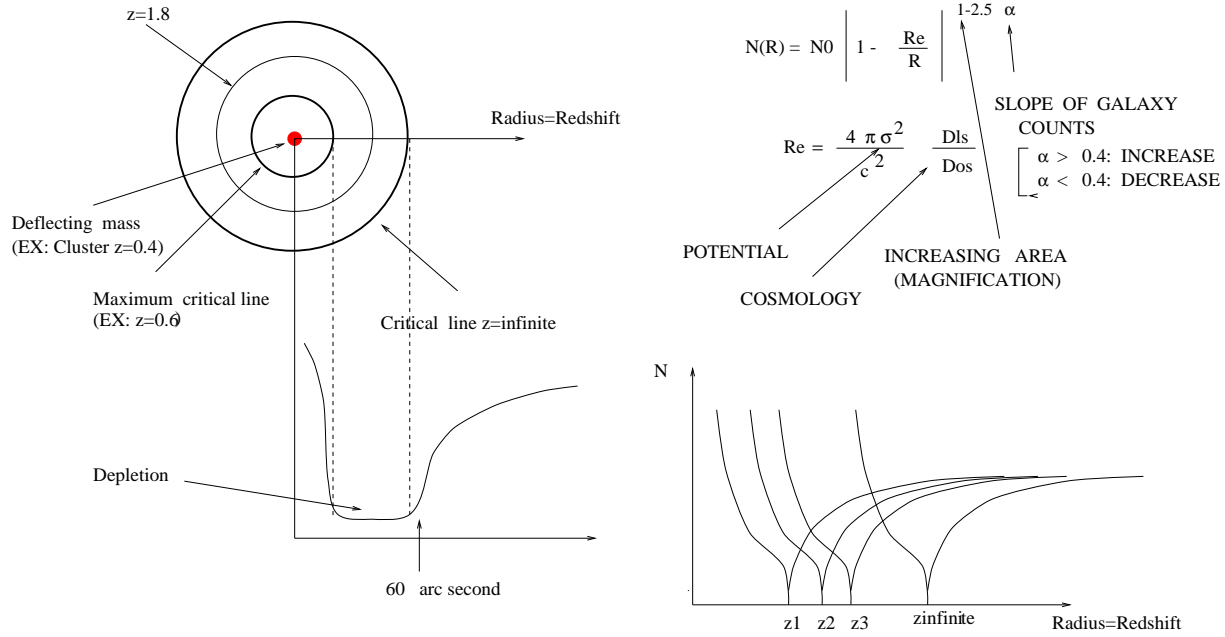 z=1.8
Radius=Redshift
Deflecting mass
(EX: Cluster z=0.4)
Maximum critical line
(EX: z=0.6)
Critical line z=infinite
Depletion
60 arc second
N(R) = N0 | 1 - Re/R | 1-2.5 α
Re = 4 π σ² / c² Dls / Dos
SLOPE OF GALAXY
COUNTS
α > 0.4: INCREASE
α < 0.4: DECREASE
POTENTIAL
INCREASING AREA
(MAGNIFICATION)
COSMOLOGY
N
z1 z2 z3 zinfinite
Radius=Redshift